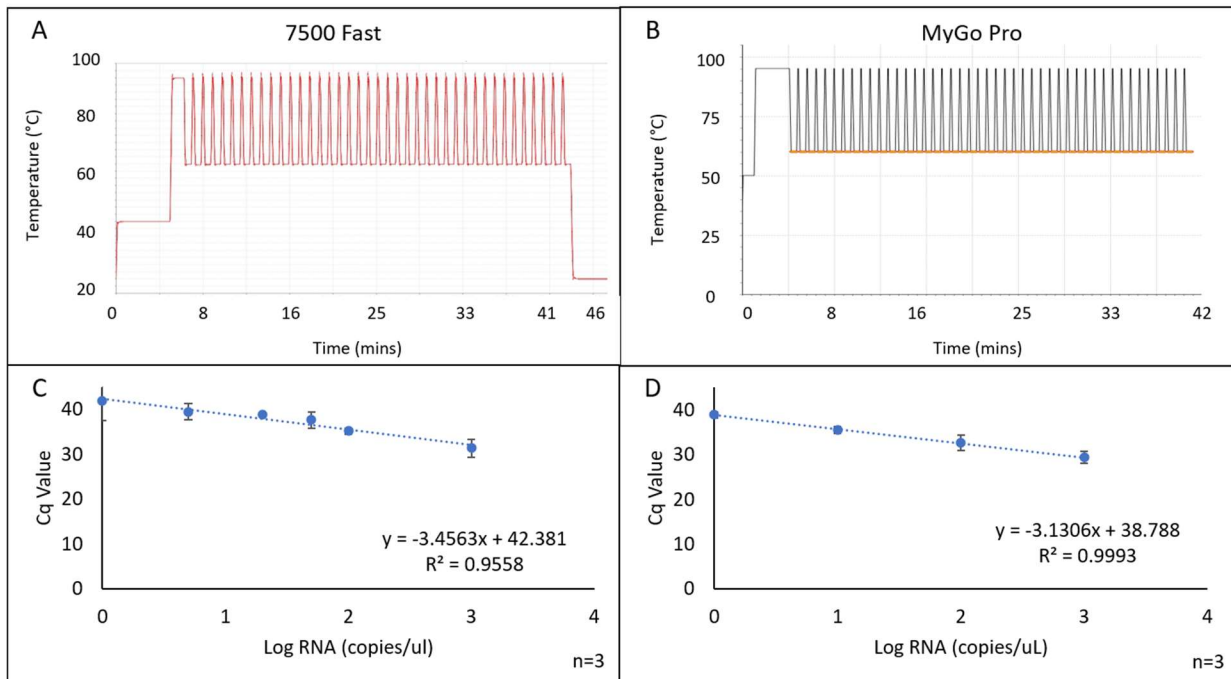 A
7500 Fast
100
80
60
40
20
Temperature (°C)
0 8 16 25 33 41 46
Time (mins)
B
MyGo Pro
100
75
50
25
0
Temperature (°C)
0 8 16 25 33 42
Time (mins)
C
40
30
20
10
0
Cq Value
y = -3.4563x + 42.381
R² = 0.9558
0 1 2 3 4
Log RNA (copies/ul)
n=3
D
40
30
20
10
0
Cq Value
y = -3.1306x + 38.788
R² = 0.9993
0 1 2 3 4
Log RNA (copies/uL)
n=3